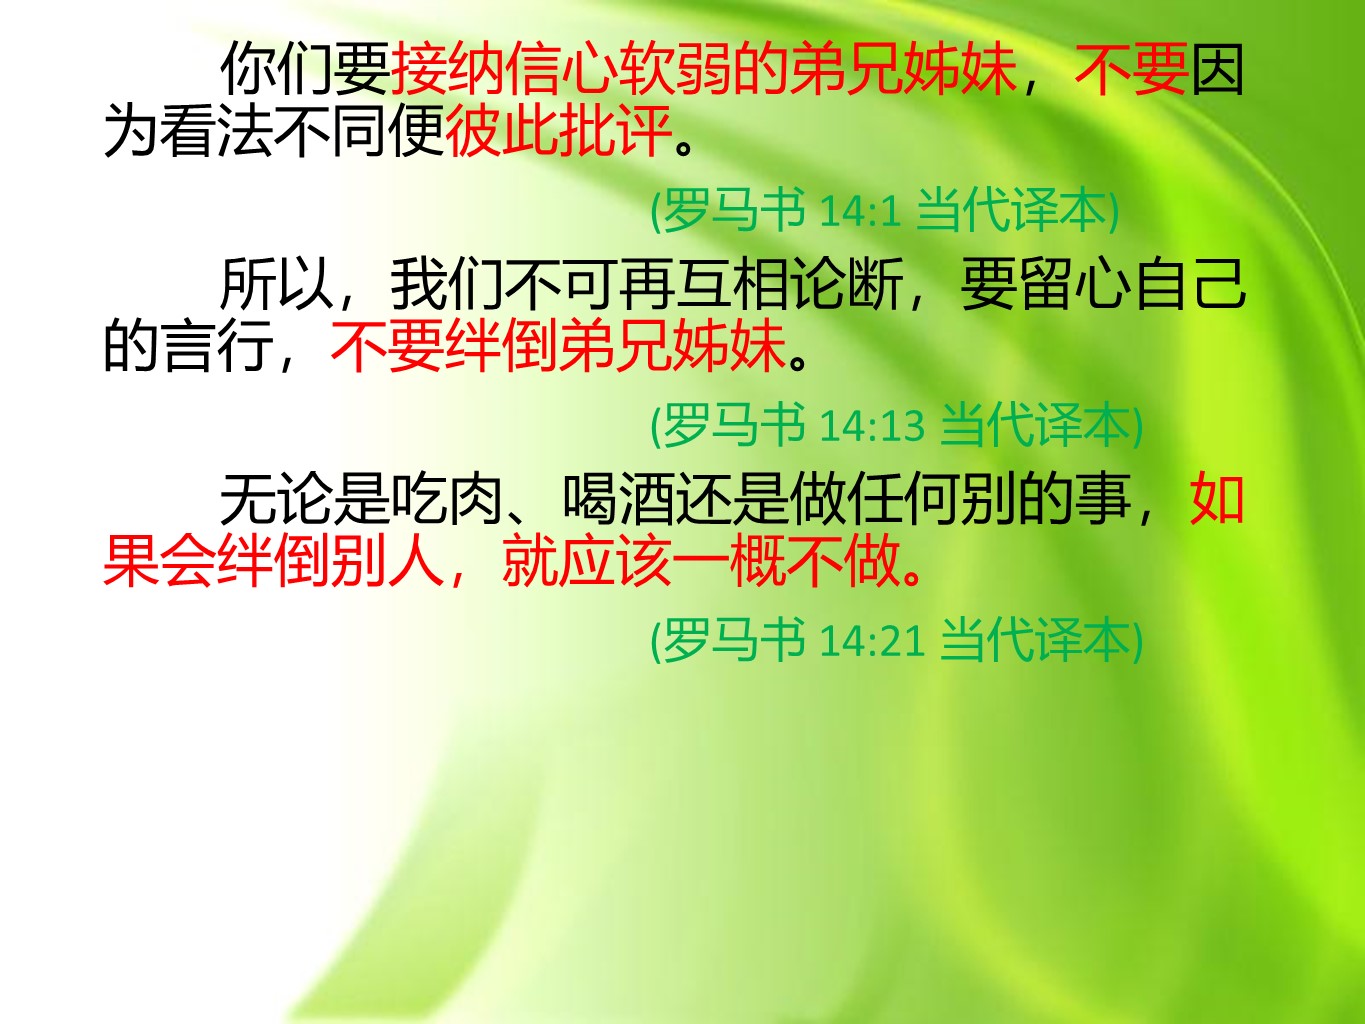 你们要接纳信心软弱的弟兄姊妹，不要因
为看法不同便彼此批评。
(罗马书 14:1 当代译本)
所以，我们不可再互相论断，要留心自己
的言行，不要绊倒弟兄姊妹。
(罗马书 14:13 当代译本)
无论是吃肉、喝酒还是做任何别的事，如
果会绊倒别人，就应该一概不做。
(罗马书 14:21 当代译本)